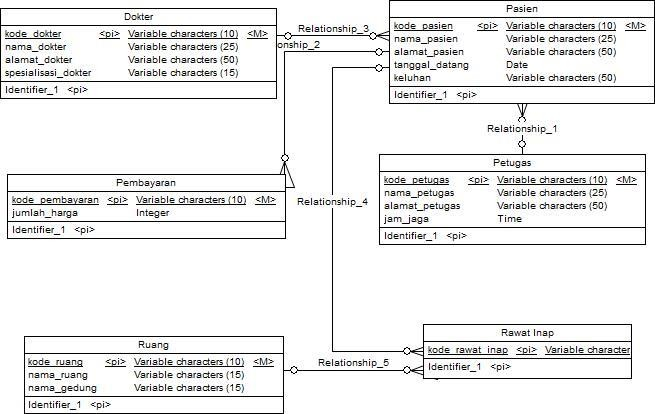 Dokter
kode_dokter <pi> Variable characters (10) <M>
nama_dokter Variable characters (25)
alamat_dokter Variable characters (50)
spesialisasi_dokter Variable characters (15)
Identifier_1 <pi>
Relationship_3
onship_2
Pasien
kode_pasien <pi> Variable characters (10) <M>
nama_pasien Variable characters (25)
alamat_pasien Variable characters (50)
tanggal_datang Date
keluhan Variable characters (50)
Identifier_1 <pi>
Relationship_1
Pembayaran
kode_pembayaran <pi> Variable characters (10) <M>
jumlah_harga Integer
Identifier_1 <pi>
Relationship_4
Petugas
kode_petugas <pi> Variable characters (10) <M>
nama_petugas Variable characters (25)
alamat_petugas Variable characters (50)
jam_jaga Time
Identifier_1 <pi>
Ruang
kode_ruang <pi> Variable characters (10) <M>
nama_ruang Variable characters (15)
nama_gedung Variable characters (15)
Identifier_1 <pi>
Relationship_5
Rawat Inap
kode_rawat_inap <pi> Variable character
Identifier_1 <pi>